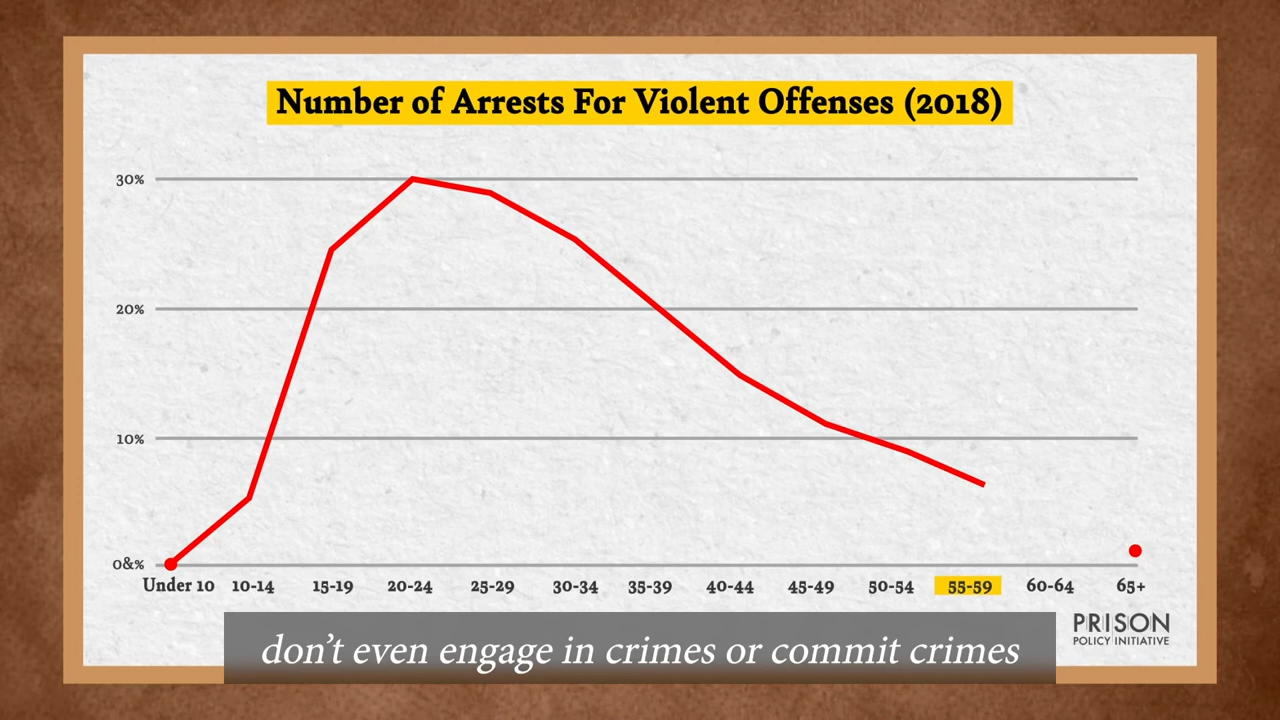 Number of Arrests For Violent Offenses (2018)
30%
20%
10%
0&%
Under 10 10-14 15-19 20-24 25-29 30-34 35-39 40-44 45-49 50-54 55-59 60-64 65+
PRISON
POLICY INITIATIVE
don't even engage in crimes or commit crimes